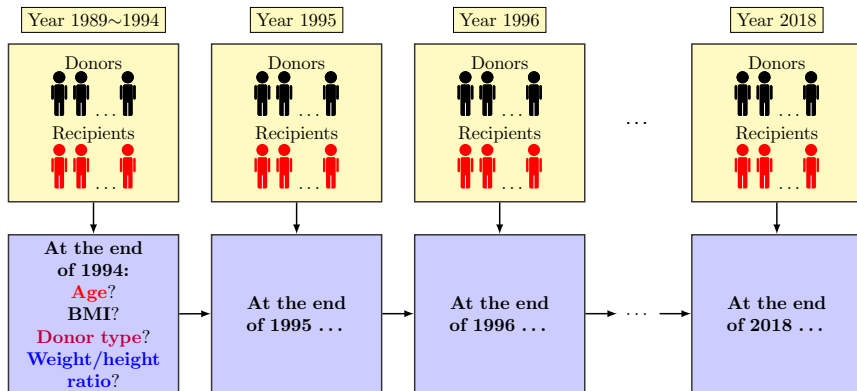 Year 1989~1994
Year 1995
Year 1996
Year 2018
Donors
...
Recipients
...
Donors
...
Recipients
...
Donors
...
Recipients
...
...
Donors
...
Recipients
...
At the end
of 1994:
Age?
BMI?
Donor type?
Weight/height
ratio?
At the end
of 1995 ...
At the end
of 1996 ...
...
At the end
of 2018 ...